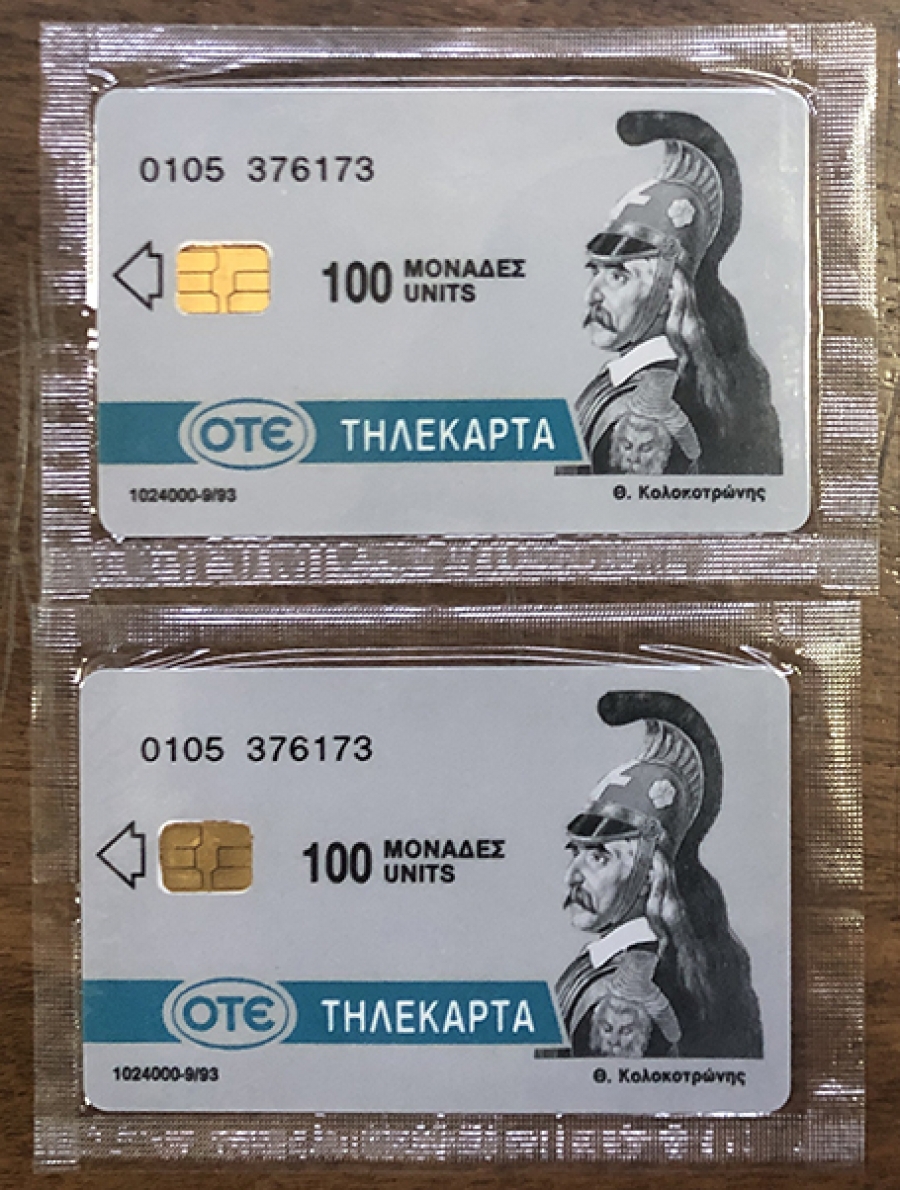 0105 376173
100 ΜΟΝΑΔΕΣ
UNITS
ΟΤΕ ΤΗΛΕΚΑΡΤΑ
1024000-9/93
Θ. Κολοκοτρώνης
0105 376173
100 ΜΟΝΑΔΕΣ
UNITS
ΟΤΕ ΤΗΛΕΚΑΡΤΑ
1024000-9/93
Θ. Κολοκοτρώνης